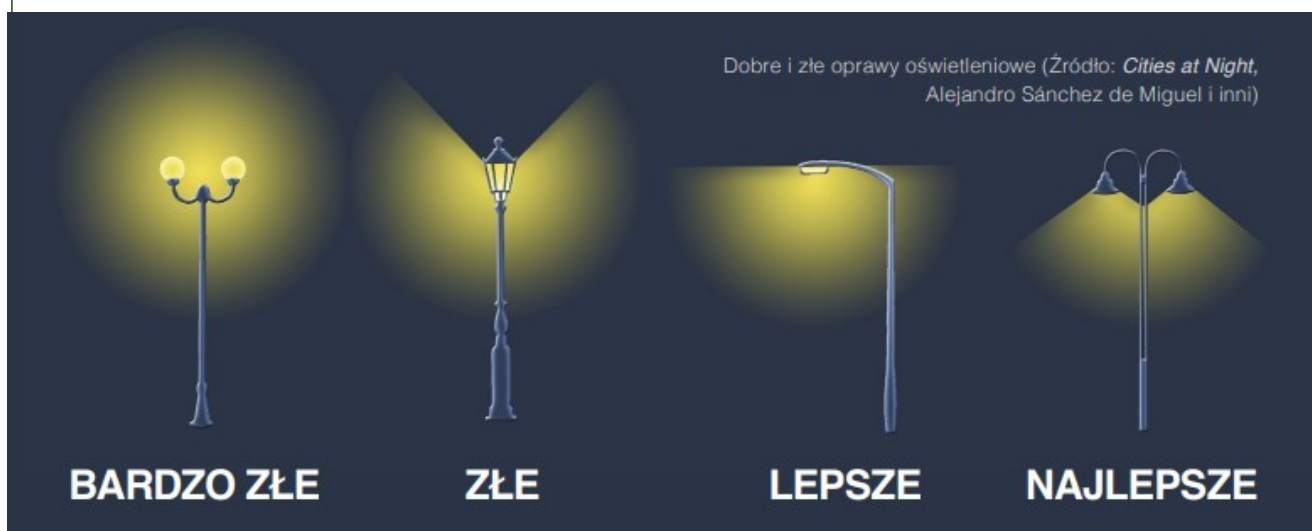 Dobre i złe oprawy oświetleniowe (Źródło: Cities at Night,
Alejandro Sánchez de Miguel i inni)
BARDZO ZŁE
ZŁE
LEPSZE
NAJLEPSZE